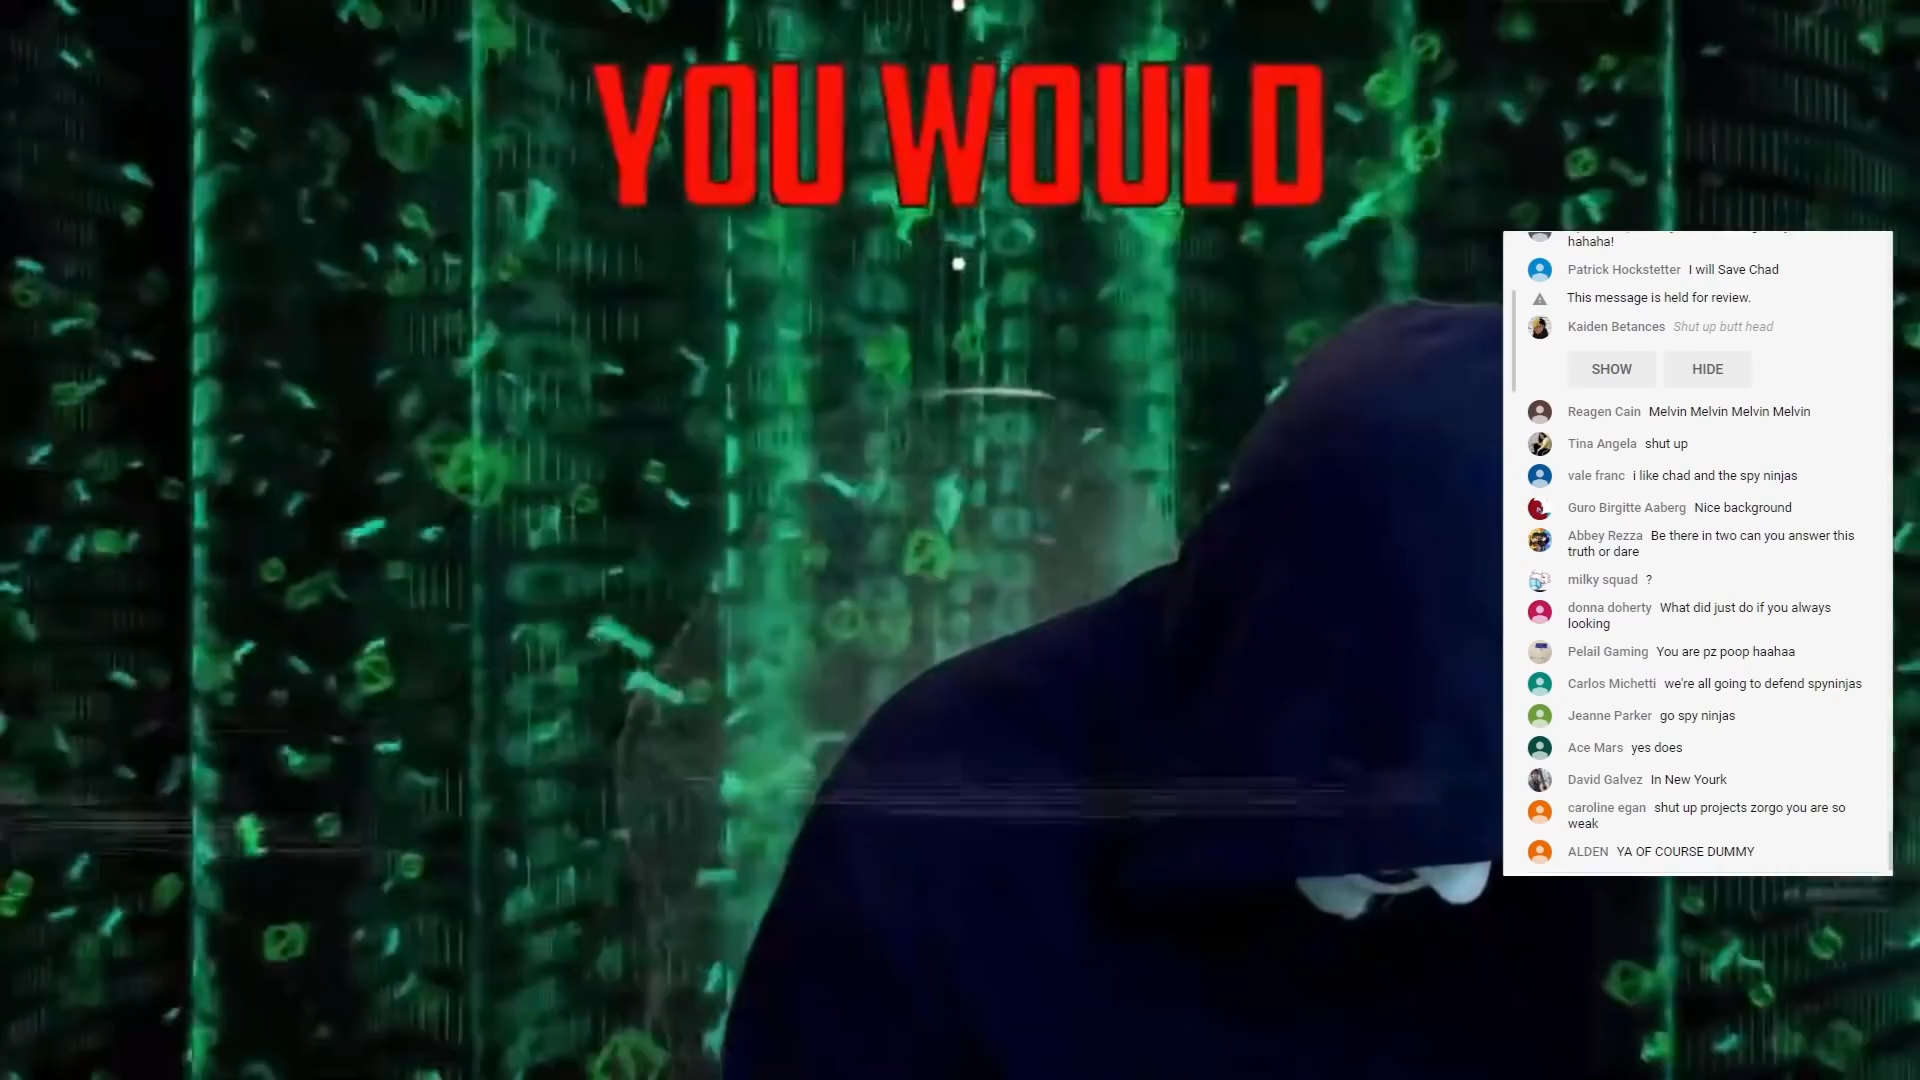 YOU WOULD
hahaha!
Patrick Hockstetter I will Save Chad
This message is held for review.
Kaiden Betances Shut up butt head
SHOW HIDE
Reagen Cain Melvin Melvin Melvin Melvin
Tina Angela shut up
vale franc i like chad and the spy ninjas
Guro Birgitte Aaberg Nice background
Abbey Rezza Be there in two can you answer this
truth or dare
milky squad ?
donna doherty What did just do if you always
looking
Pelail Gaming You are pz poop haahaa
Carlos Michetti we're all going to defend spyninjas
Jeanne Parker go spy ninjas
Ace Mars yes does
David Galvez In New Yourk
caroline egan shut up projects zorgo you are so
weak
ALDEN YA OF COURSE DUMMY